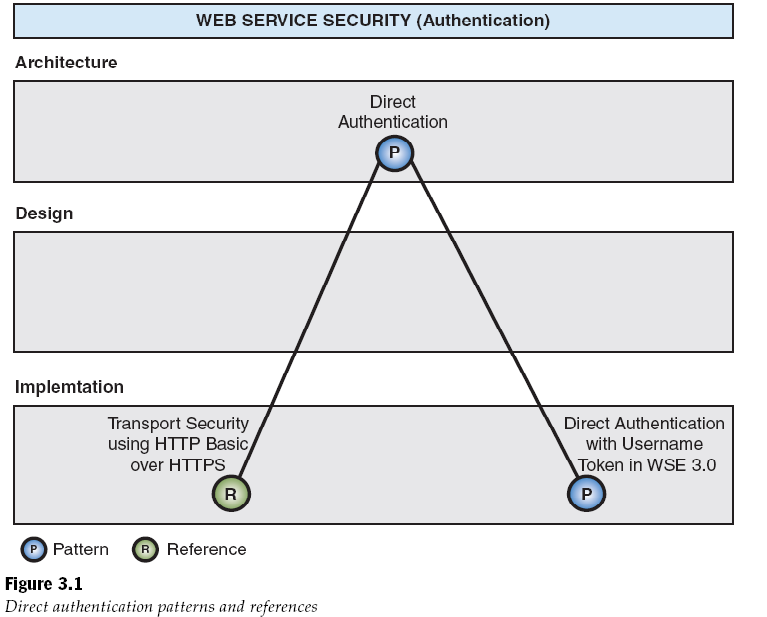 WEB SERVICE SECURITY (Authentication)
Architecture
Direct
Authentication
P
Design
Implemtation
Transport Security
using HTTP Basic
over HTTPS
R
Direct Authentication
with Username
Token in WSE 3.0
P
P Pattern R Reference
Figure 3.1
Direct authentication patterns and references